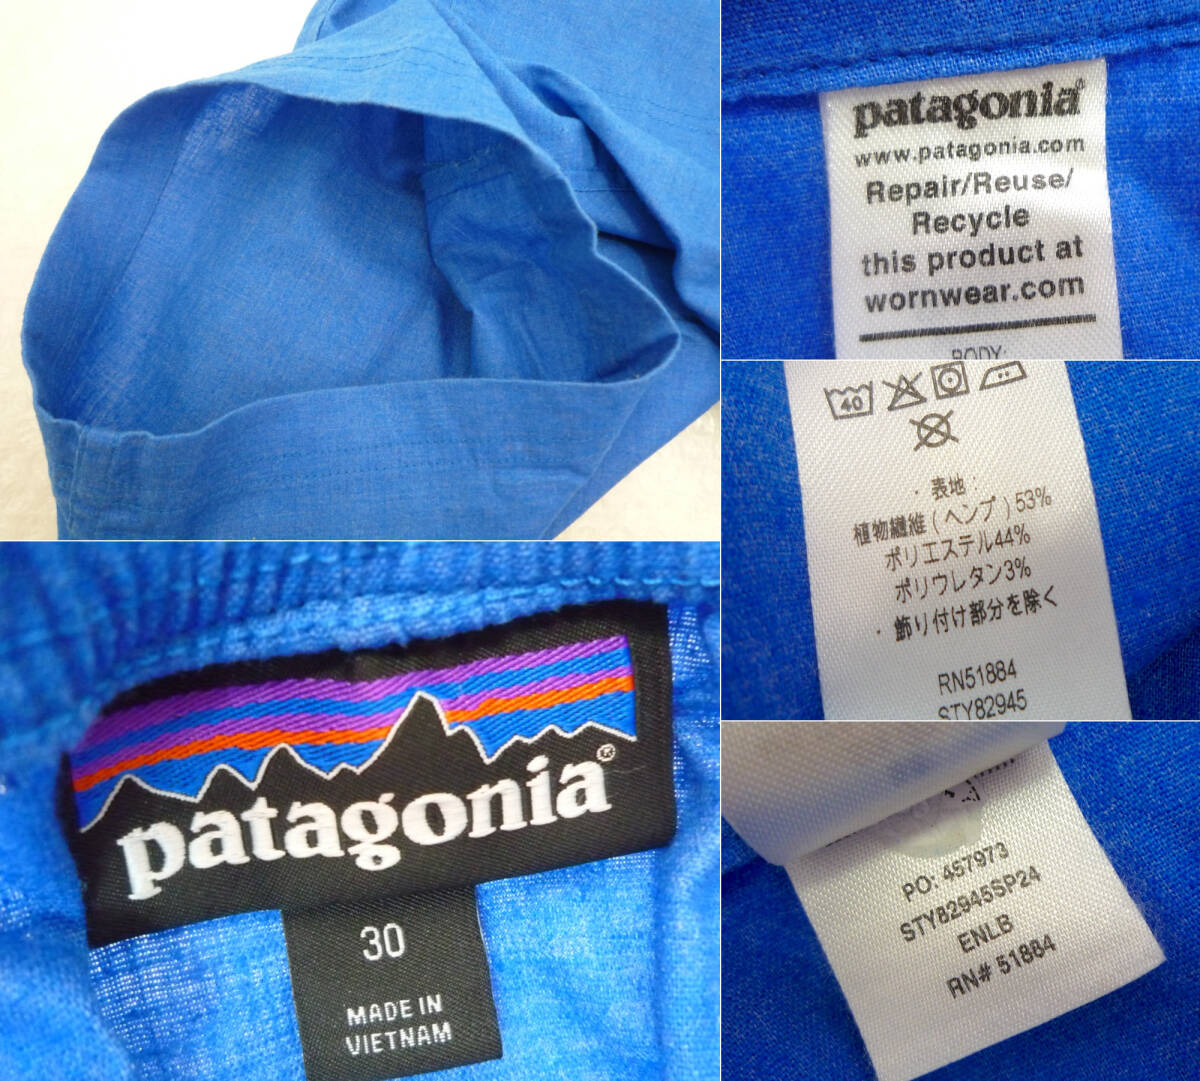 patagonia®
www.patagonia.com
Repair/Reuse/
Recycle
this product at
wornwear.com
BODY:
40
・表地:
植物繊維(ヘンプ)53%
ポリエステル44%
ポリウレタン3%
・飾り付け部分を除く
RN51884
STY82945
patagonia®
30
MADE IN
VIETNAM
PO: 457973
STY82945SP24
ENLB
RN# 51884